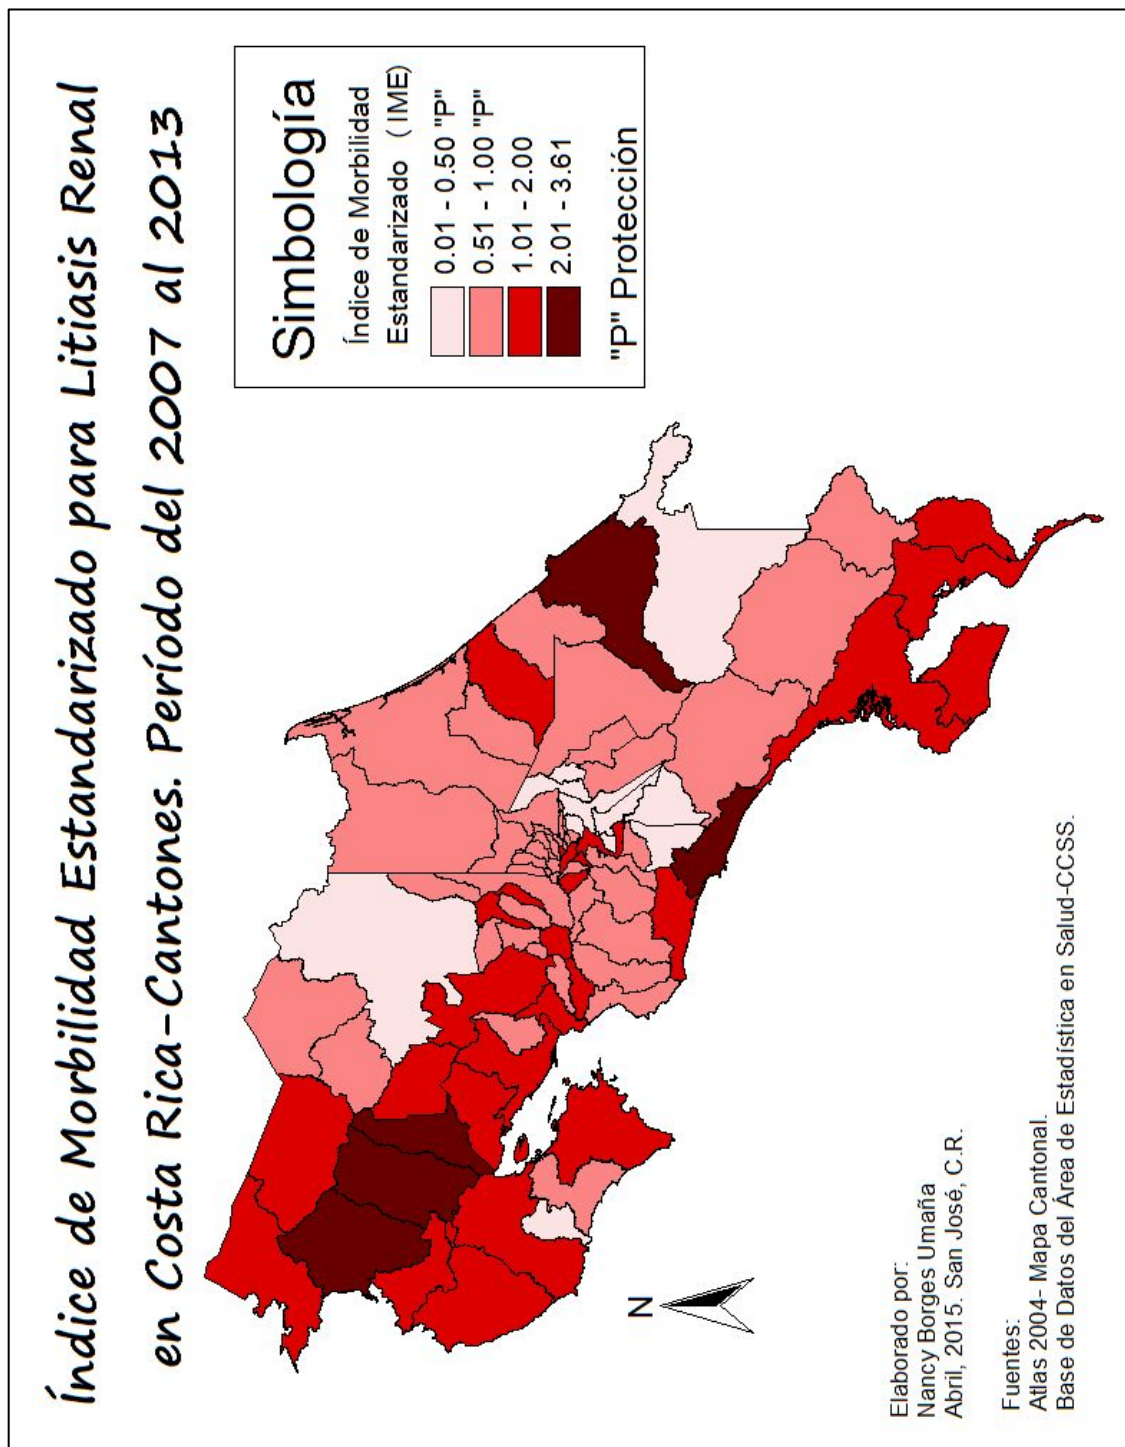 Índice de Morbilidad Estandarizado para Litiasis Renal
en Costa Rica-Cantones. Período del 2007 al 2013
Simbología
Índice de Morbilidad
Estandarizado (IME)
0.01 - 0.50 "P"
0.51 - 1.00 "P"
1.01 - 2.00
2.01 - 3.61
"P" Protección
N
Elaborado por:
Nancy Borges Umaña
Abril, 2015. San José, C.R.
Fuentes:
Atlas 2004- Mapa Cantonal.
Base de Datos del Área de Estadística en Salud-CCSS.